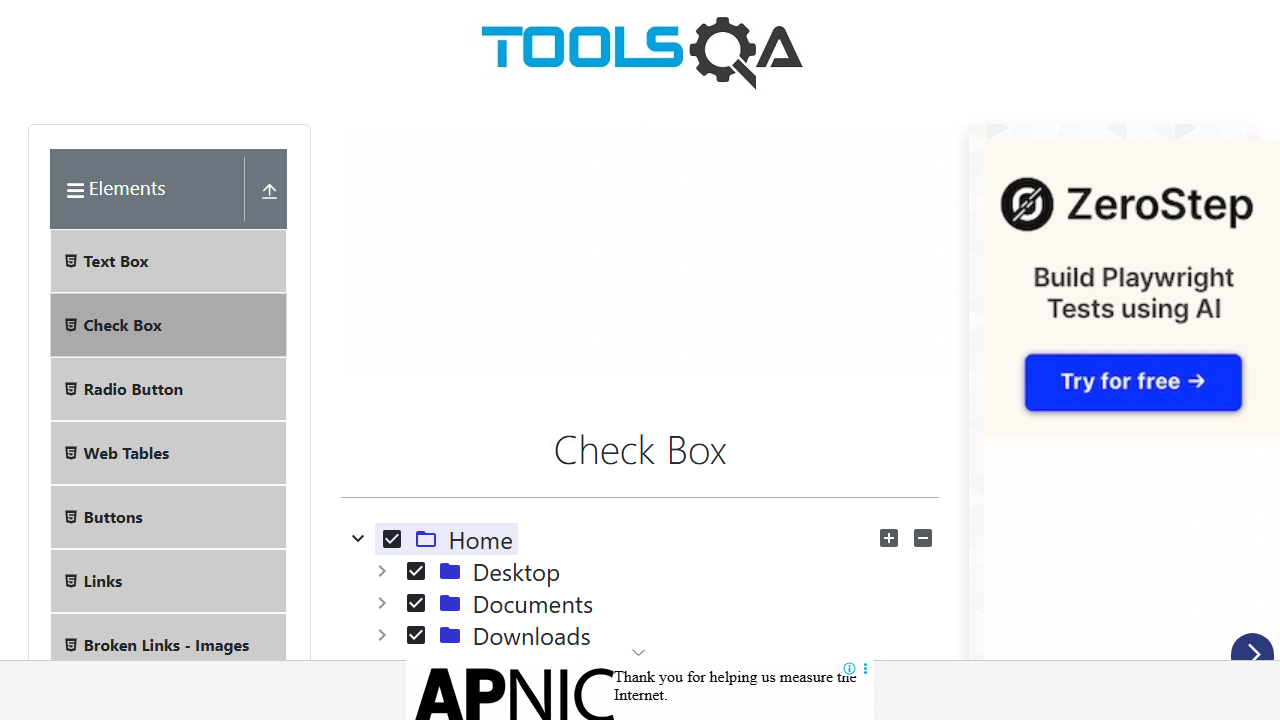 TOOLSQA
Elements
Text Box
Check Box
Radio Button
Web Tables
Buttons
Links
Broken Links - Images
Check Box
Home
Desktop
Documents
Downloads
ZeroStep
Build Playwright
Tests using AI
Try for free →
APNIC
Thank you for helping us measure the
Internet.